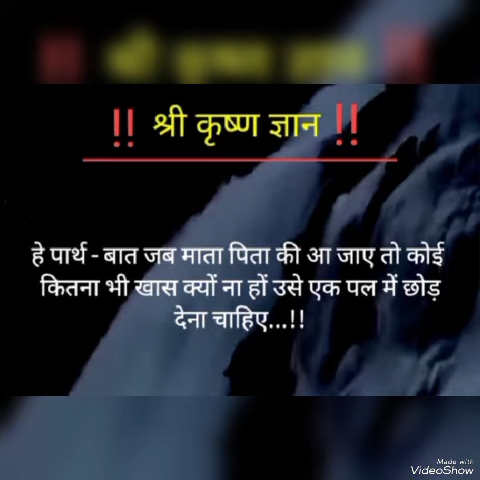 !! श्री कृष्ण ज्ञान !!
हे पार्थ - बात जब माता पिता की आ जाए तो कोई
कितना भी खास क्यों ना हों उसे एक पल में छोड़
देना चाहिए...!!
Made with
VideoShow